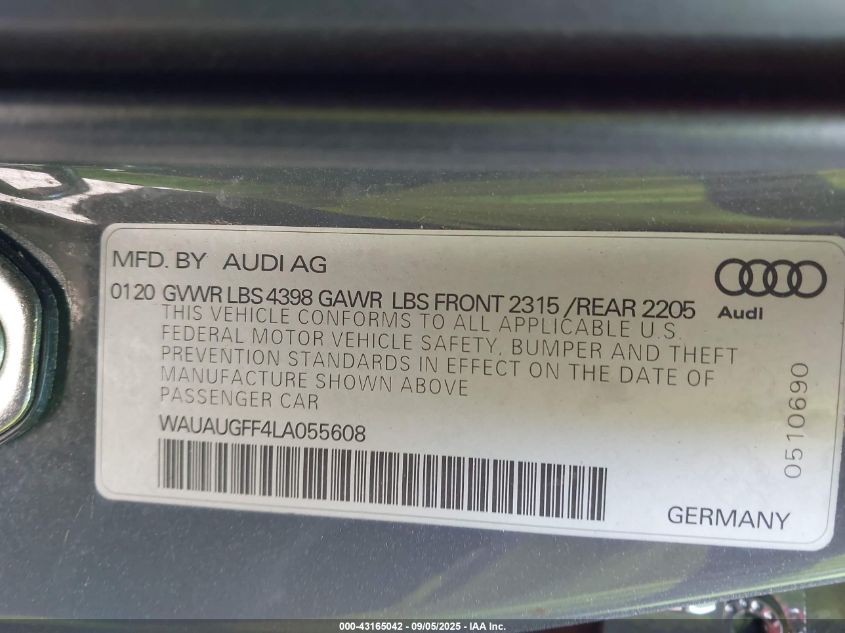 MFD. BY AUDI AG
0120 GVWR LBS 4398 GAWR LBS FRONT 2315 /REAR 2205
Audi
THIS VEHICLE CONFORMS TO ALL APPLICABLE U.S.
FEDERAL MOTOR VEHICLE SAFETY, BUMPER AND THEFT
PREVENTION STANDARDS IN EFFECT ON THE DATE OF
MANUFACTURE SHOWN ABOVE
PASSENGER CAR
WAUAUGFF4LA055608
0510690
GERMANY
000-43165042 - 09/05/2025 - IAA Inc.